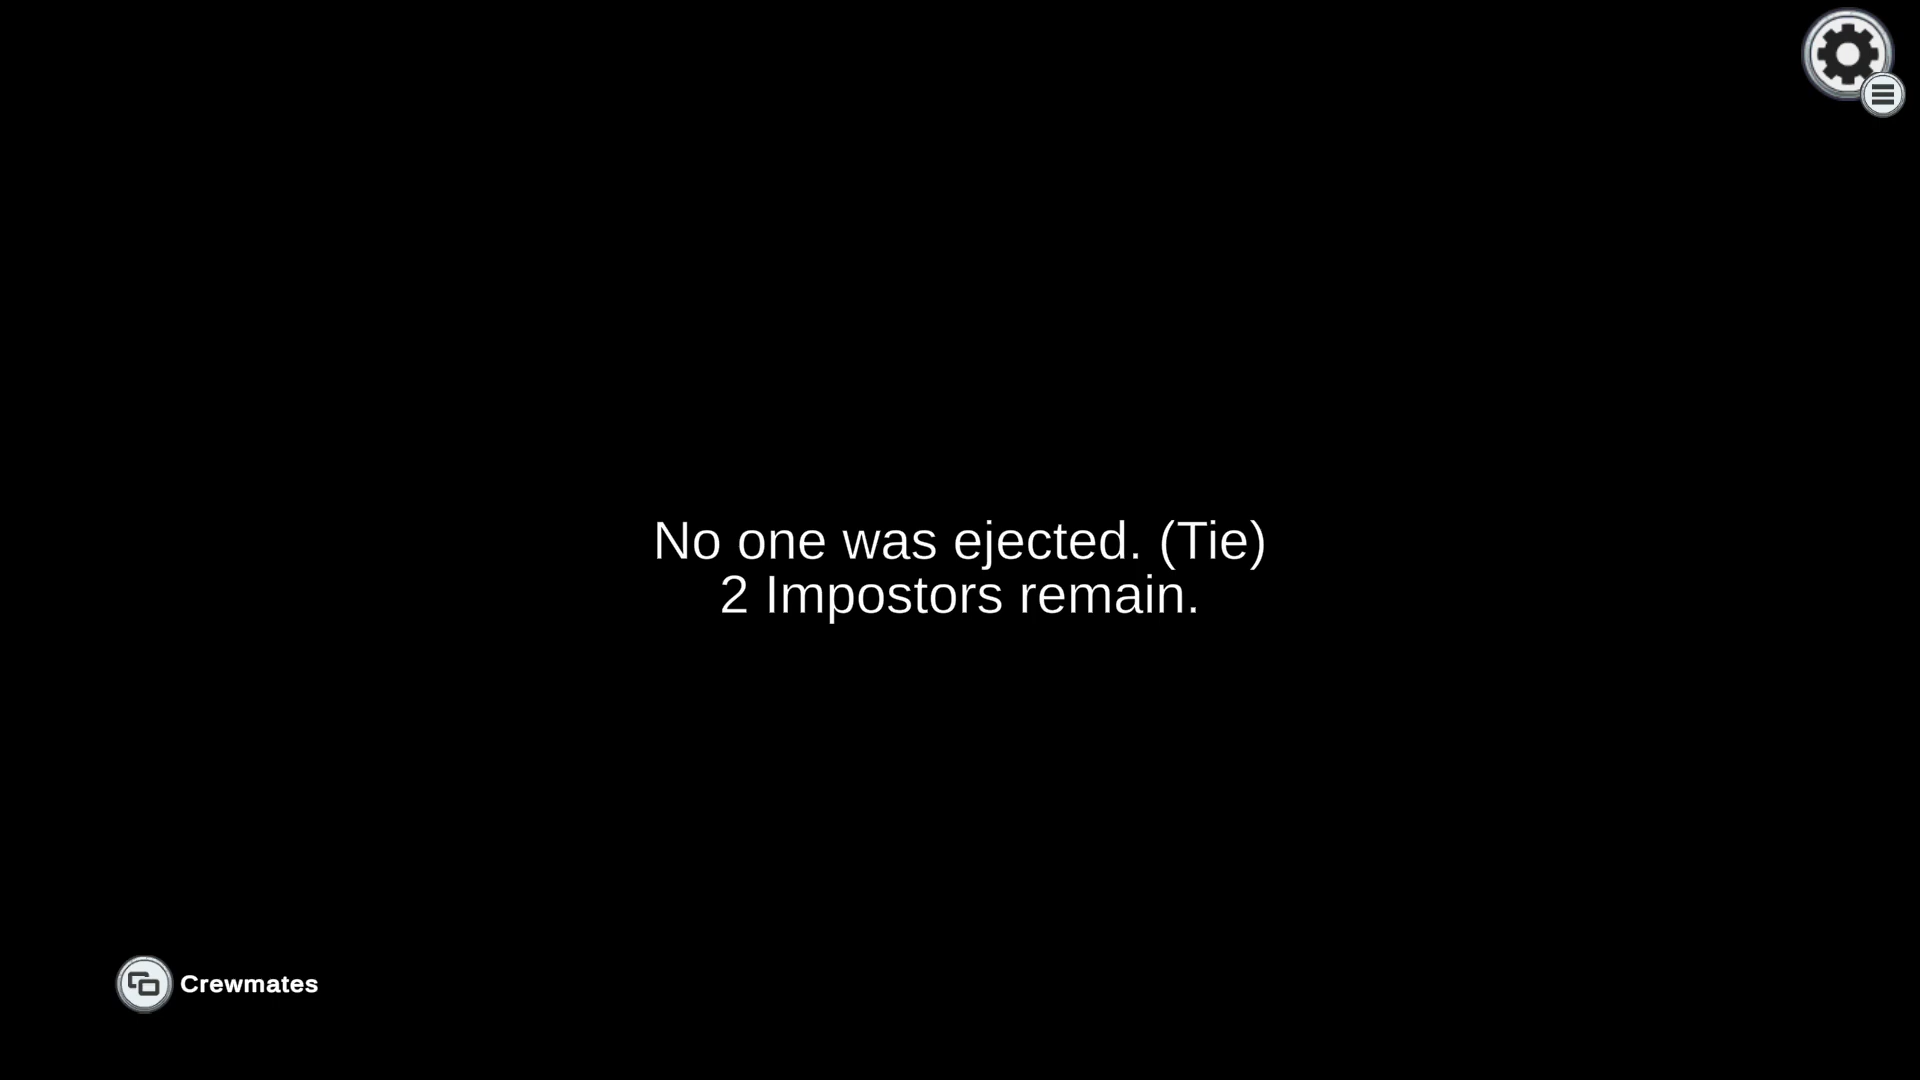 No one was ejected. (Tie)
2 Impostors remain.
Crewmates